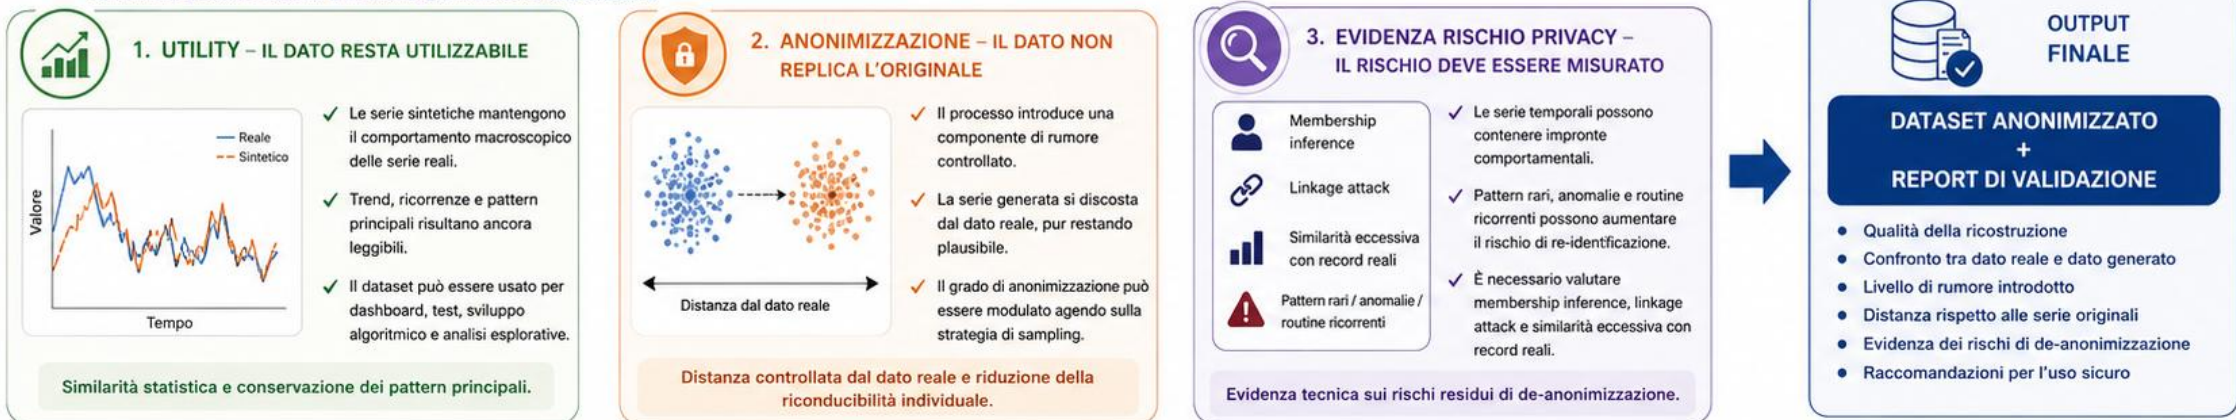 1. UTILITY – IL DATO RESTA UTILIZZABILE
Valore
Reale
Sintetico
Tempo
Le serie sintetiche mantengono
il comportamento macroscopico
delle serie reali.
Trend, ricorrenze e pattern
principali risultano ancora
leggibili.
Il dataset può essere usato per
dashboard, test, sviluppo
algoritmico e analisi esplorative.
Similarità statistica e conservazione dei pattern principali.
2. ANONIMIZZAZIONE – IL DATO NON
REPLICA L'ORIGINALE
Distanza dal dato reale
Il processo introduce una
componente di rumore
controllato.
La serie generata si discosta
dal dato reale, pur restando
plausibile.
Il grado di anonimizzazione può
essere modulato agendo sulla
strategia di sampling.
Distanza controllata dal dato reale e riduzione della
riconducibilità individuale.
3. EVIDENZA RISCHIO PRIVACY –
IL RISCHIO DEVE ESSERE MISURATO
Membership
inference
Linkage attack
Similarità eccessiva
con record reali
Pattern rari / anomalie /
routine ricorrenti
Le serie temporali possono
contenere impronte
comportamentali.
Pattern rari, anomalie e routine
ricorrenti possono aumentare
il rischio di re-identificazione.
È necessario valutare
membership inference, linkage
attack e similarità eccessiva con
record reali.
Evidenza tecnica sui rischi residui di de-anonimizzazione.
OUTPUT
FINALE
DATASET ANONIMIZZATO
+
REPORT DI VALIDAZIONE
Qualità della ricostruzione
Confronto tra dato reale e dato generato
Livello di rumore introdotto
Distanza rispetto alle serie originali
Evidenza dei rischi di de-anonimizzazione
Raccomandazioni per l'uso sicuro